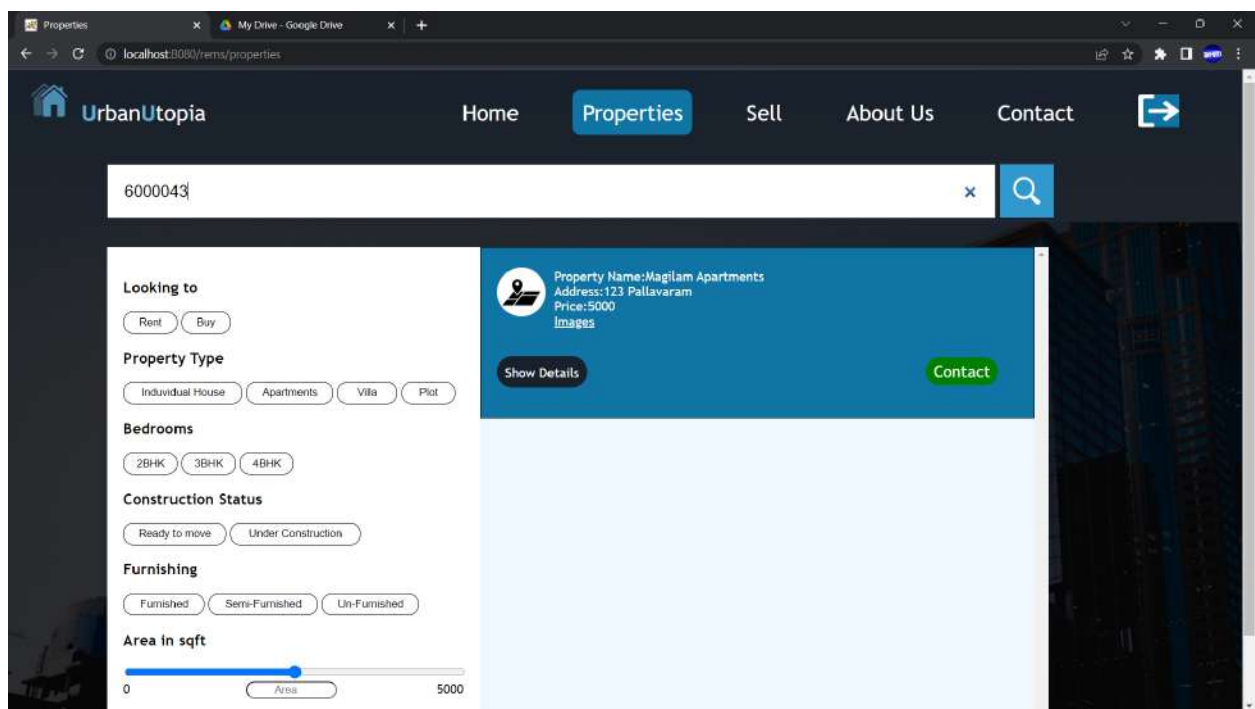 Properties
My Drive - Google Drive
localhost:8080/rems/properties
UrbanUtopia
Home
Properties
Sell
About Us
Contact
6000043
Looking to
Rent
Buy
Property Type
Induvidual House
Apartments
Villa
Plot
Bedrooms
2BHK
3BHK
4BHK
Construction Status
Ready to move
Under Construction
Furnishing
Furnished
Semi-Furnished
Un-Furnished
Area in sqft
0
Area
5000
Property Name:Magilam Apartments
Address:123 Pallavaram
Price:5000
Images
Show Details
Contact